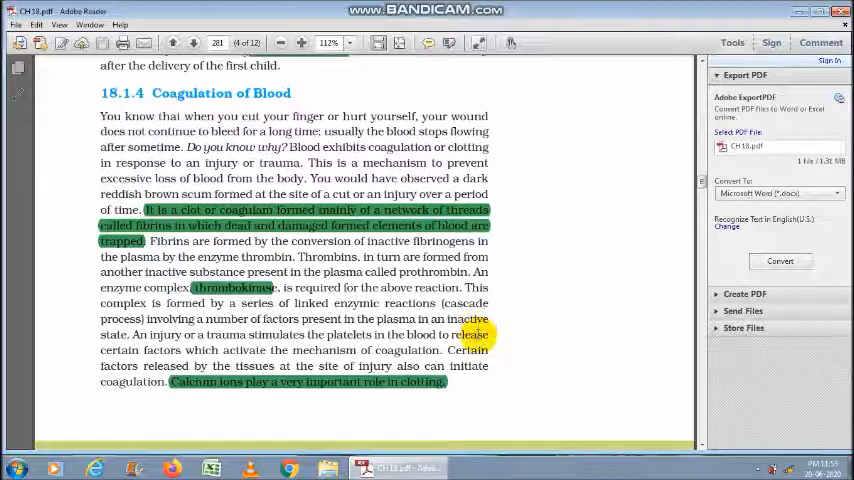 CH 18.pdf - Adobe Reader
www.BANDICAM.com
File Edit View Window Help
281 (4 of 12) 112% Tools Sign Comment
after the delivery of the first child.
18.1.4 Coagulation of Blood
You know that when you cut your finger or hurt yourself, your wound
does not continue to bleed for a long time; usually the blood stops flowing
after sometime. Do you know why? Blood exhibits coagulation or clotting
in response to an injury or trauma. This is a mechanism to prevent
excessive loss of blood from the body. You would have observed a dark
reddish brown scum formed at the site of a cut or an injury over a period
of time. It is a clot or coagulam formed mainly of a network of threads
called fibrins in which dead and damaged formed elements of blood are
trapped. Fibrins are formed by the conversion of inactive fibrinogens in
the plasma by the enzyme thrombin. Thrombins, in turn are formed from
another inactive substance present in the plasma called prothrombin. An
enzyme complex, thrombokinase, is required for the above reaction. This
complex is formed by a series of linked enzymic reactions (cascade
process) involving a number of factors present in the plasma in an inactive
state. An injury or a trauma stimulates the platelets in the blood to release
certain factors which activate the mechanism of coagulation. Certain
factors released by the tissues at the site of injury also can initiate
coagulation. Calcium ions play a very important role in clotting.
Sign In
Export PDF
Adobe ExportPDF
Convert PDF files to Word or Excel
online.
Select PDF File:
CH 18.pdf
1 file / 1.31 MB
Convert To:
Microsoft Word (*.docx)
Recognize Text in English(U.S.)
Change
Convert
Create PDF
Send Files
Store Files
CH 18.pdf - Adob...
PM 11:53
20-06-2020